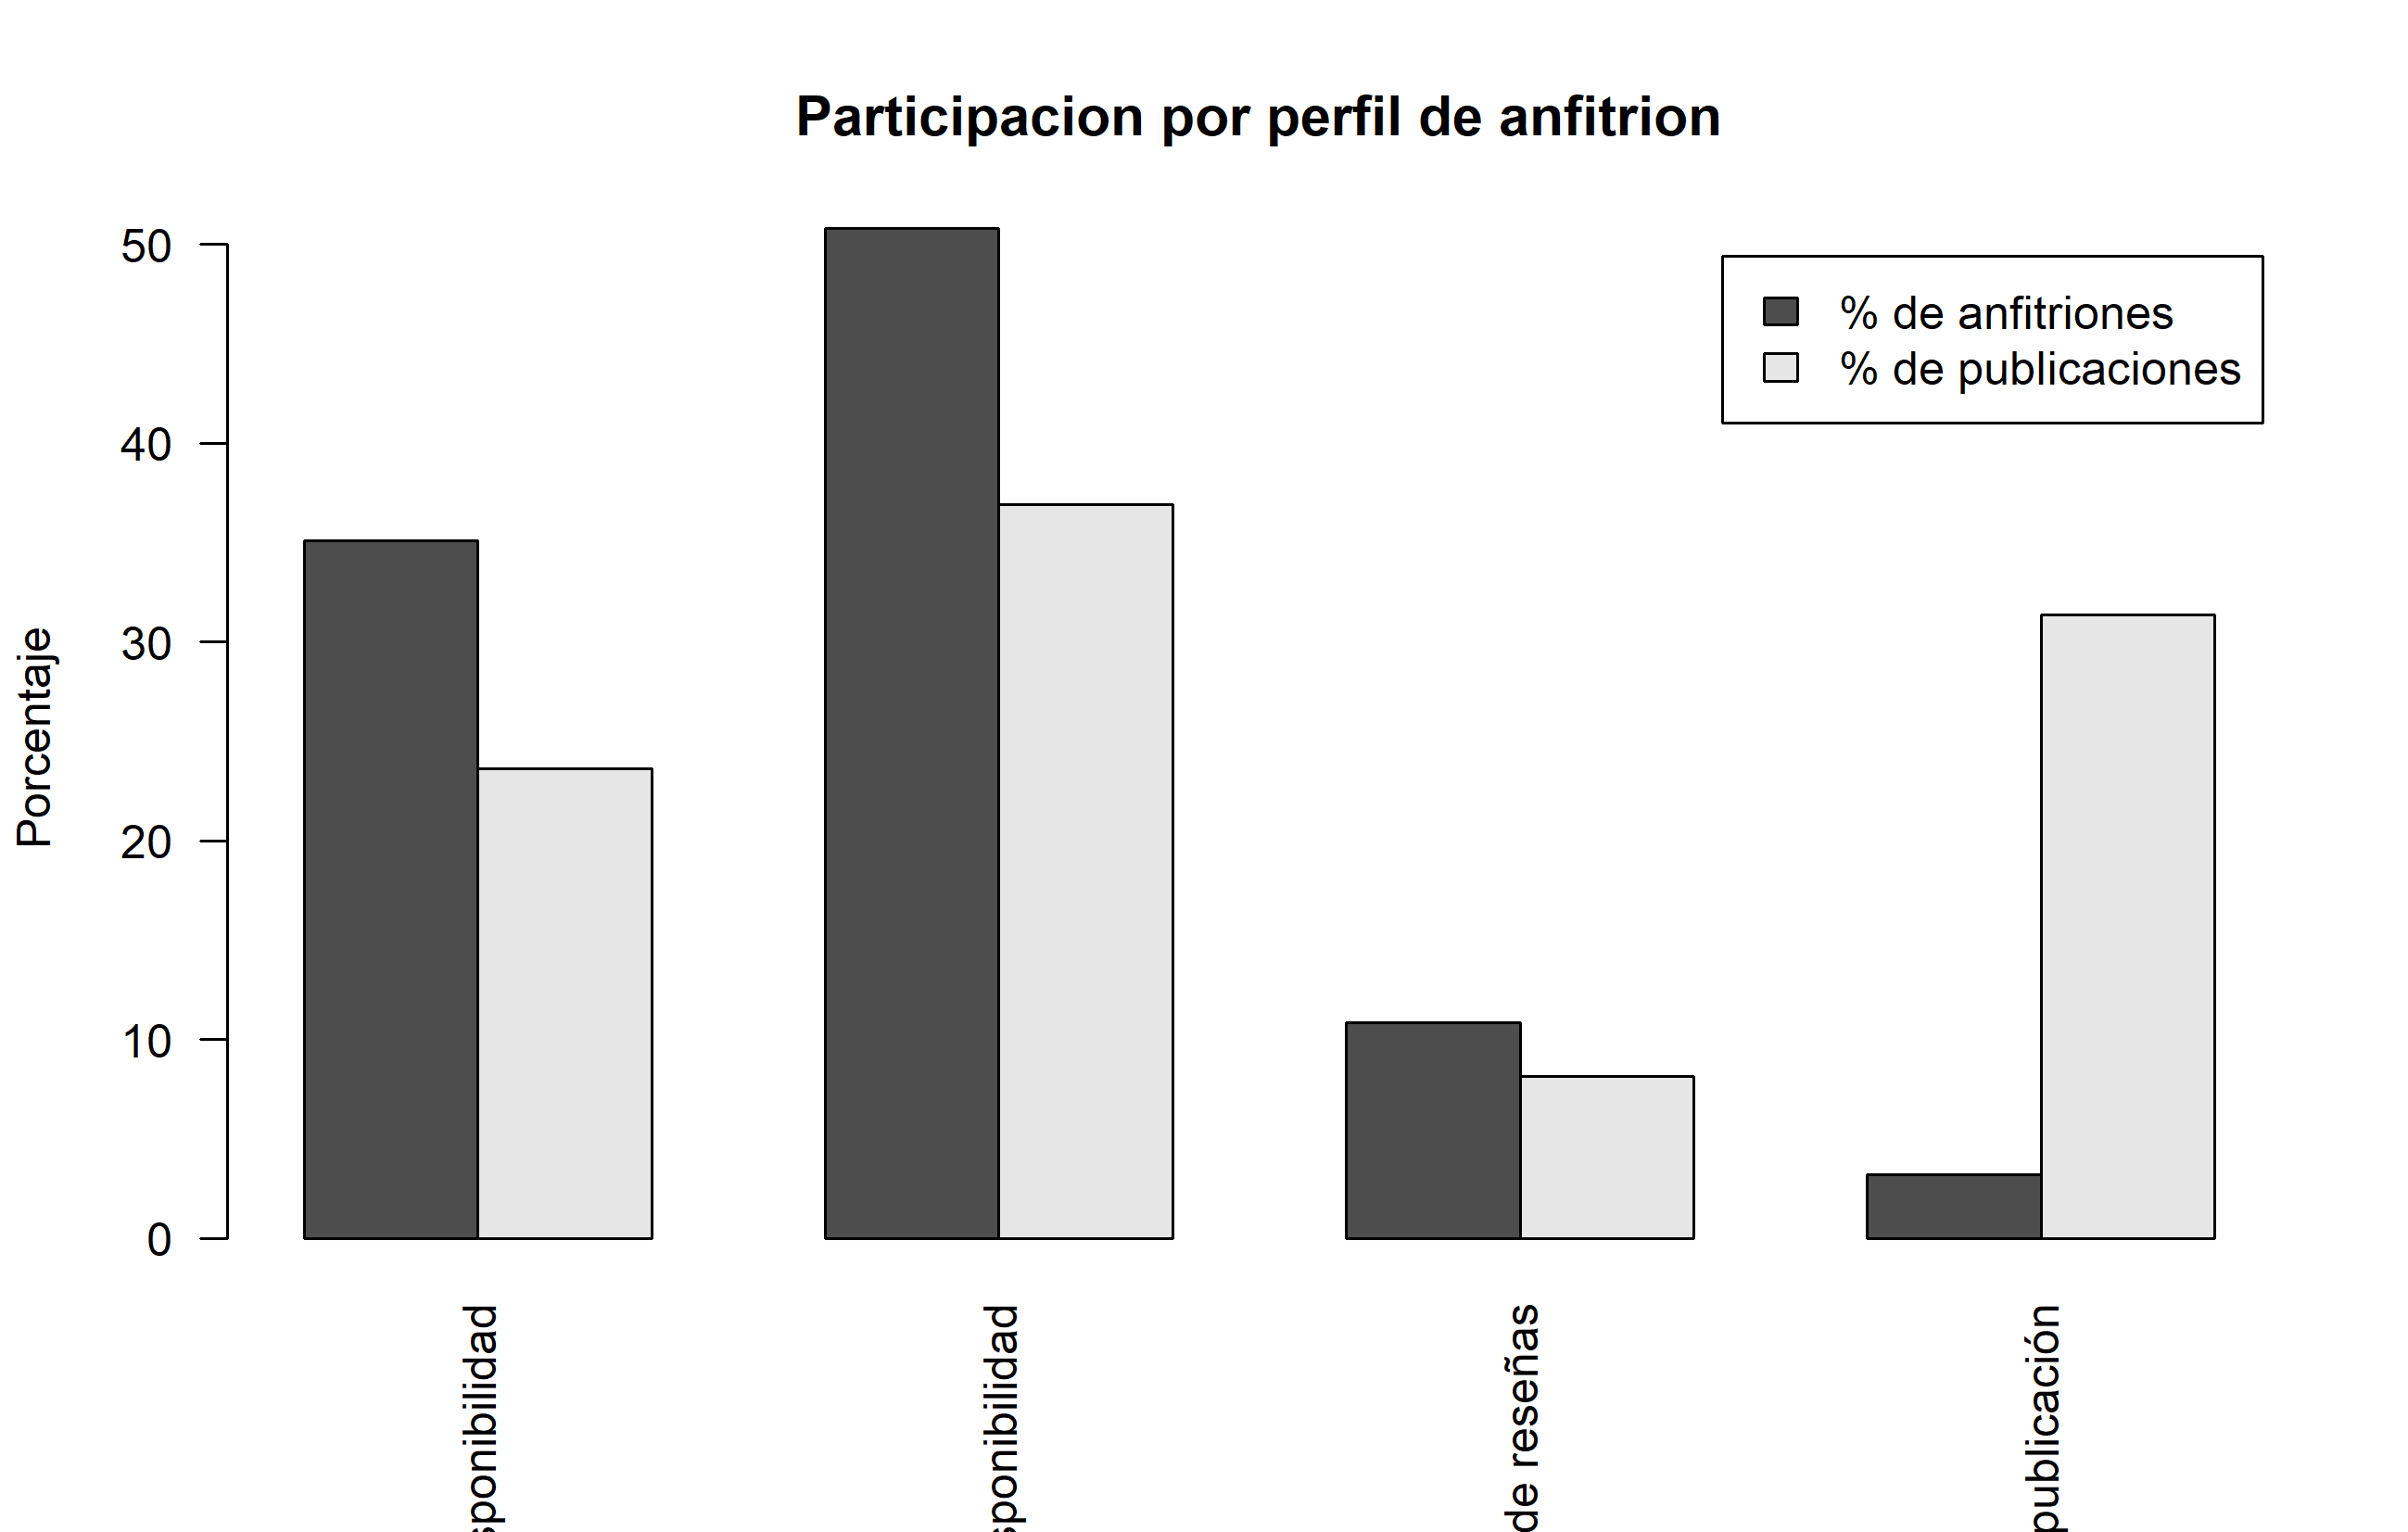 Participacion por perfil de anfitrion
% de anfitriones
% de publicaciones
Porcentaje
50
40
30
20
10
0
sponibilidad
sponibilidad
de reseñas
publicación